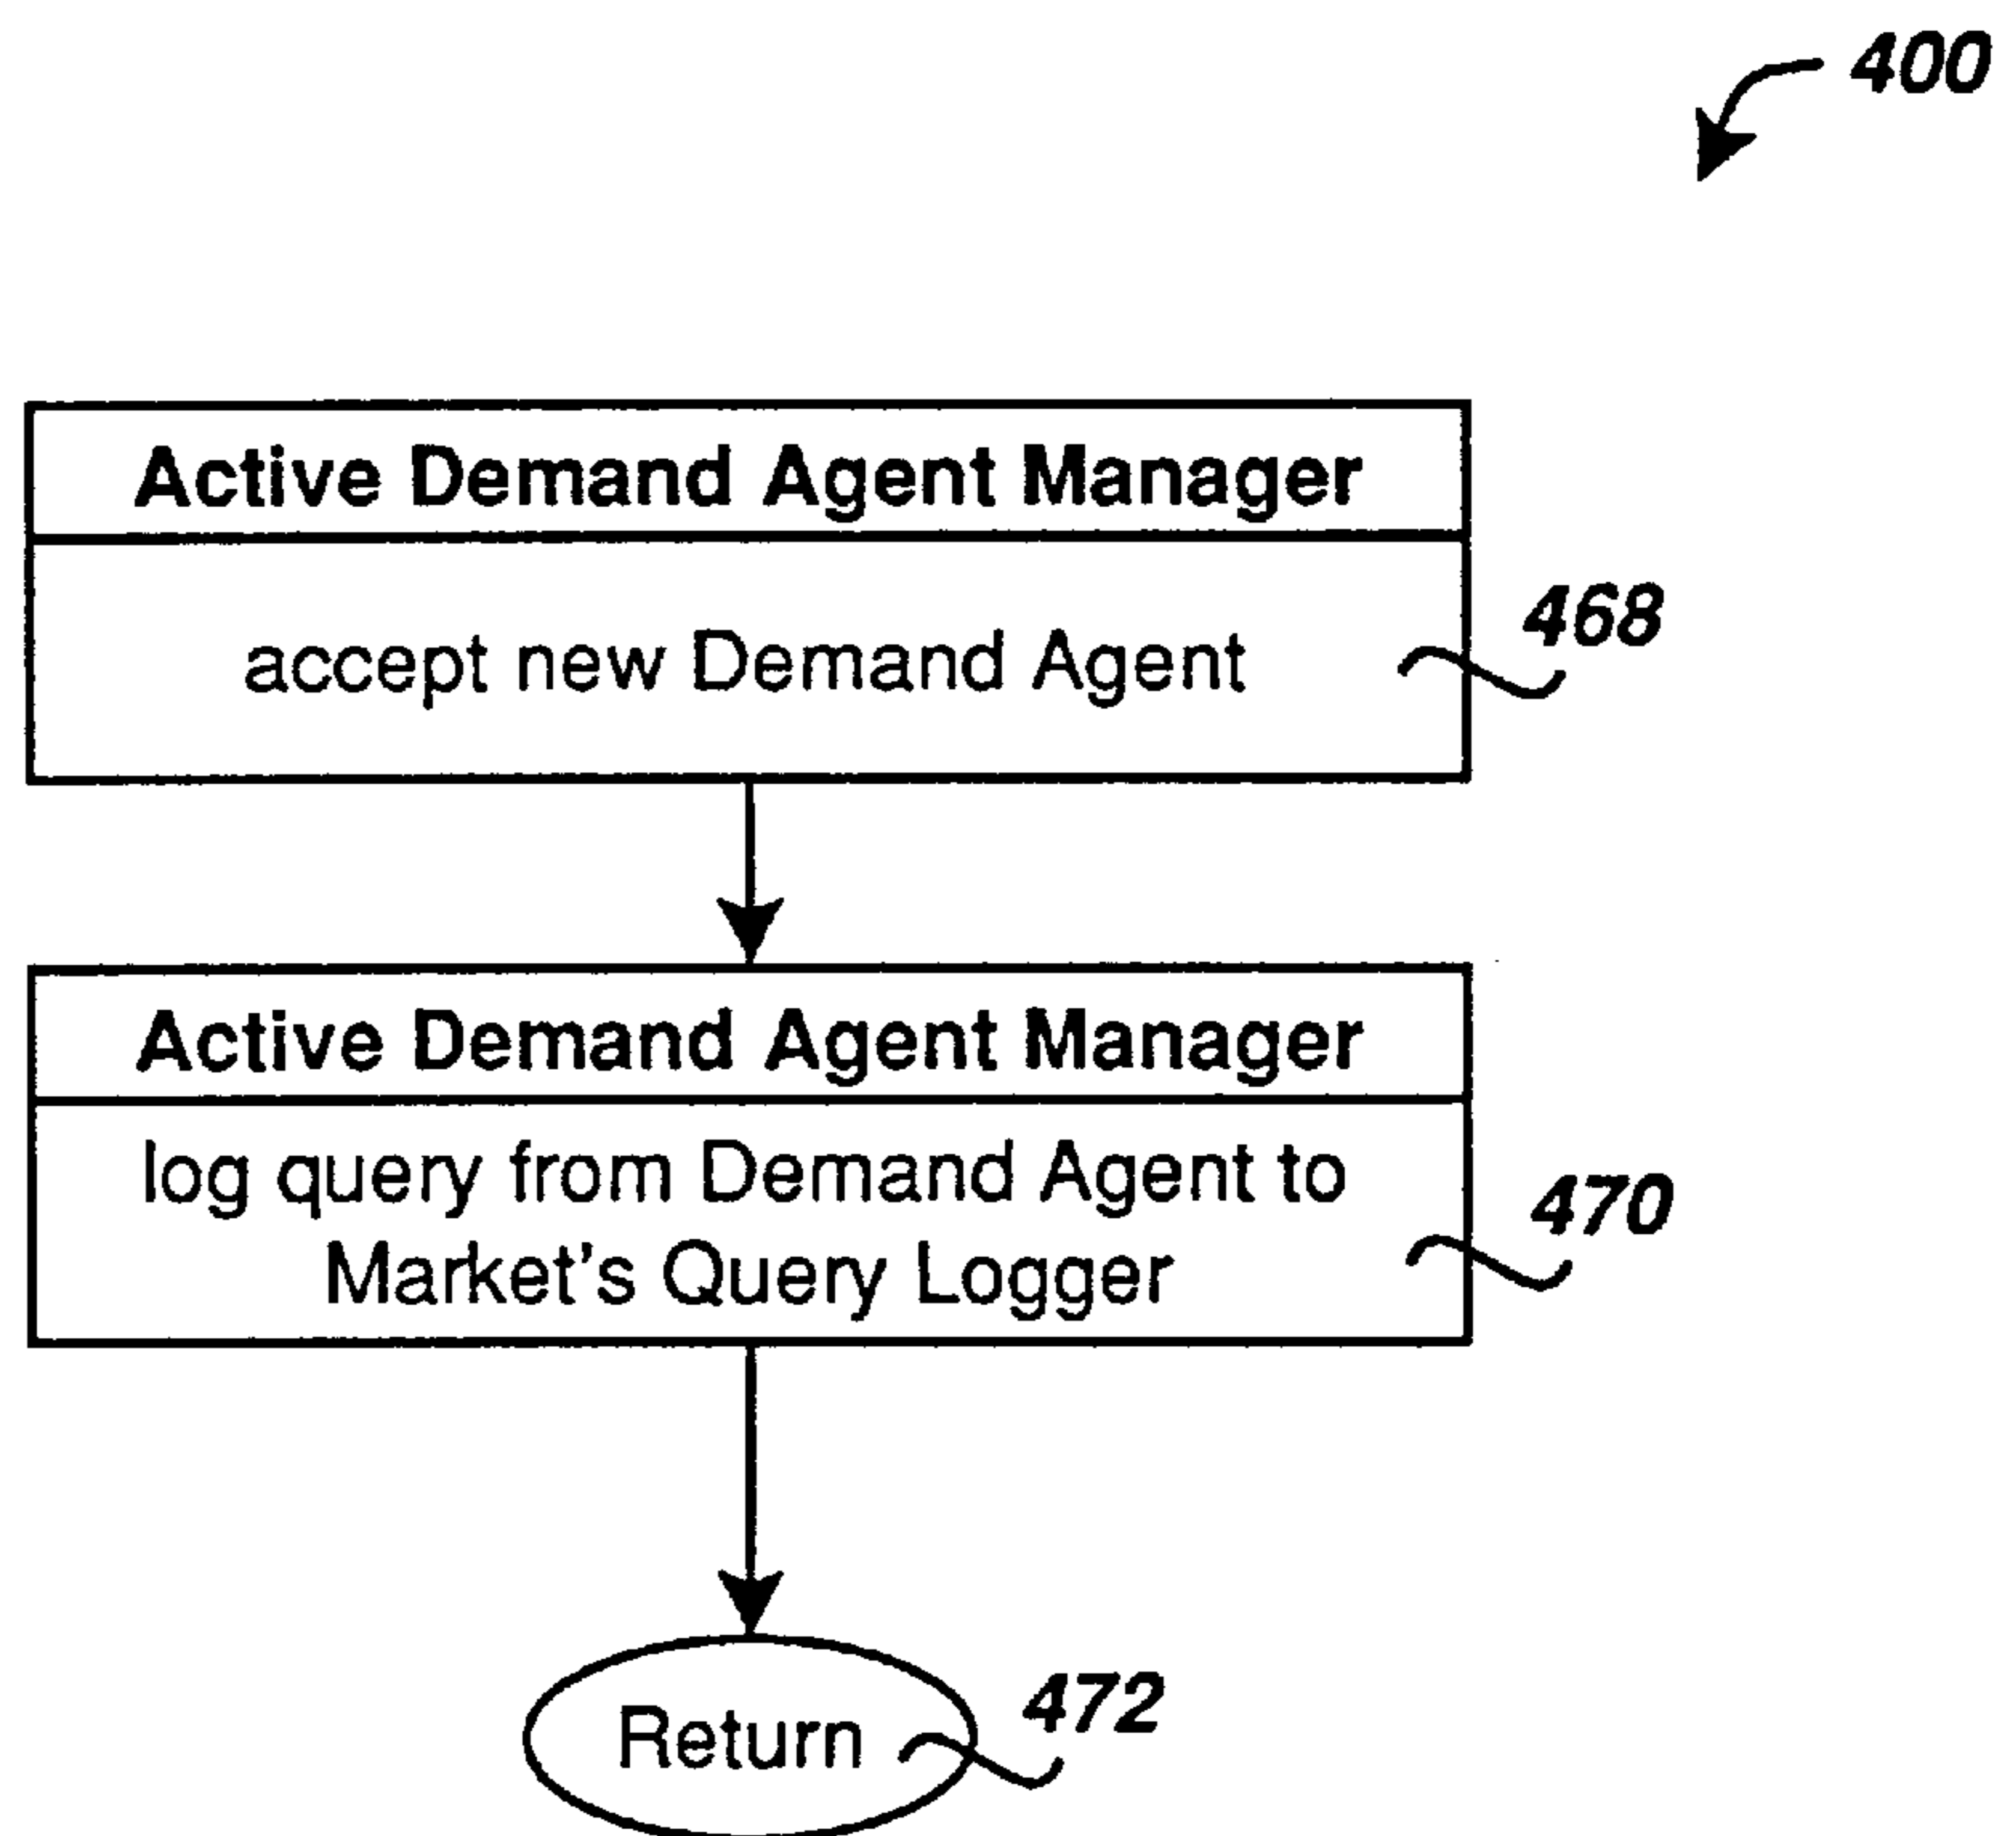 400
Active Demand Agent Manager
accept new Demand Agent
468
Active Demand Agent Manager
log query from Demand Agent to
Market's Query Logger
470
Return
472